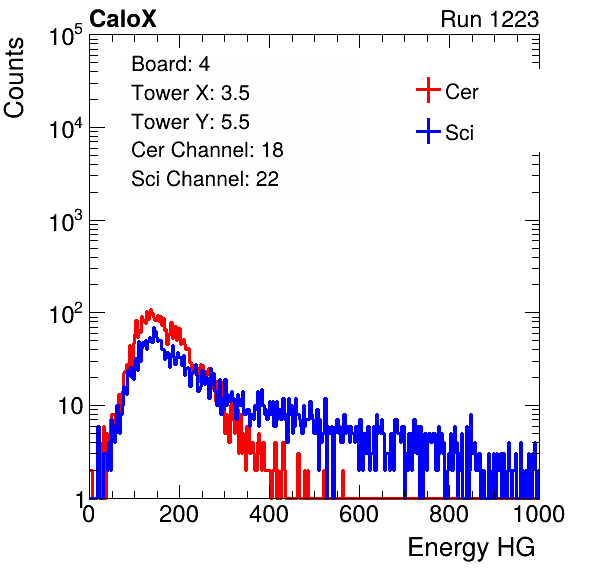 CaloX Run 1223
Counts
10^5
10^4
10^3
10^2
10
1
Board: 4
Tower X: 3.5
Tower Y: 5.5
Cer Channel: 18
Sci Channel: 22
Cer
Sci
0 200 400 600 800 1000
Energy HG